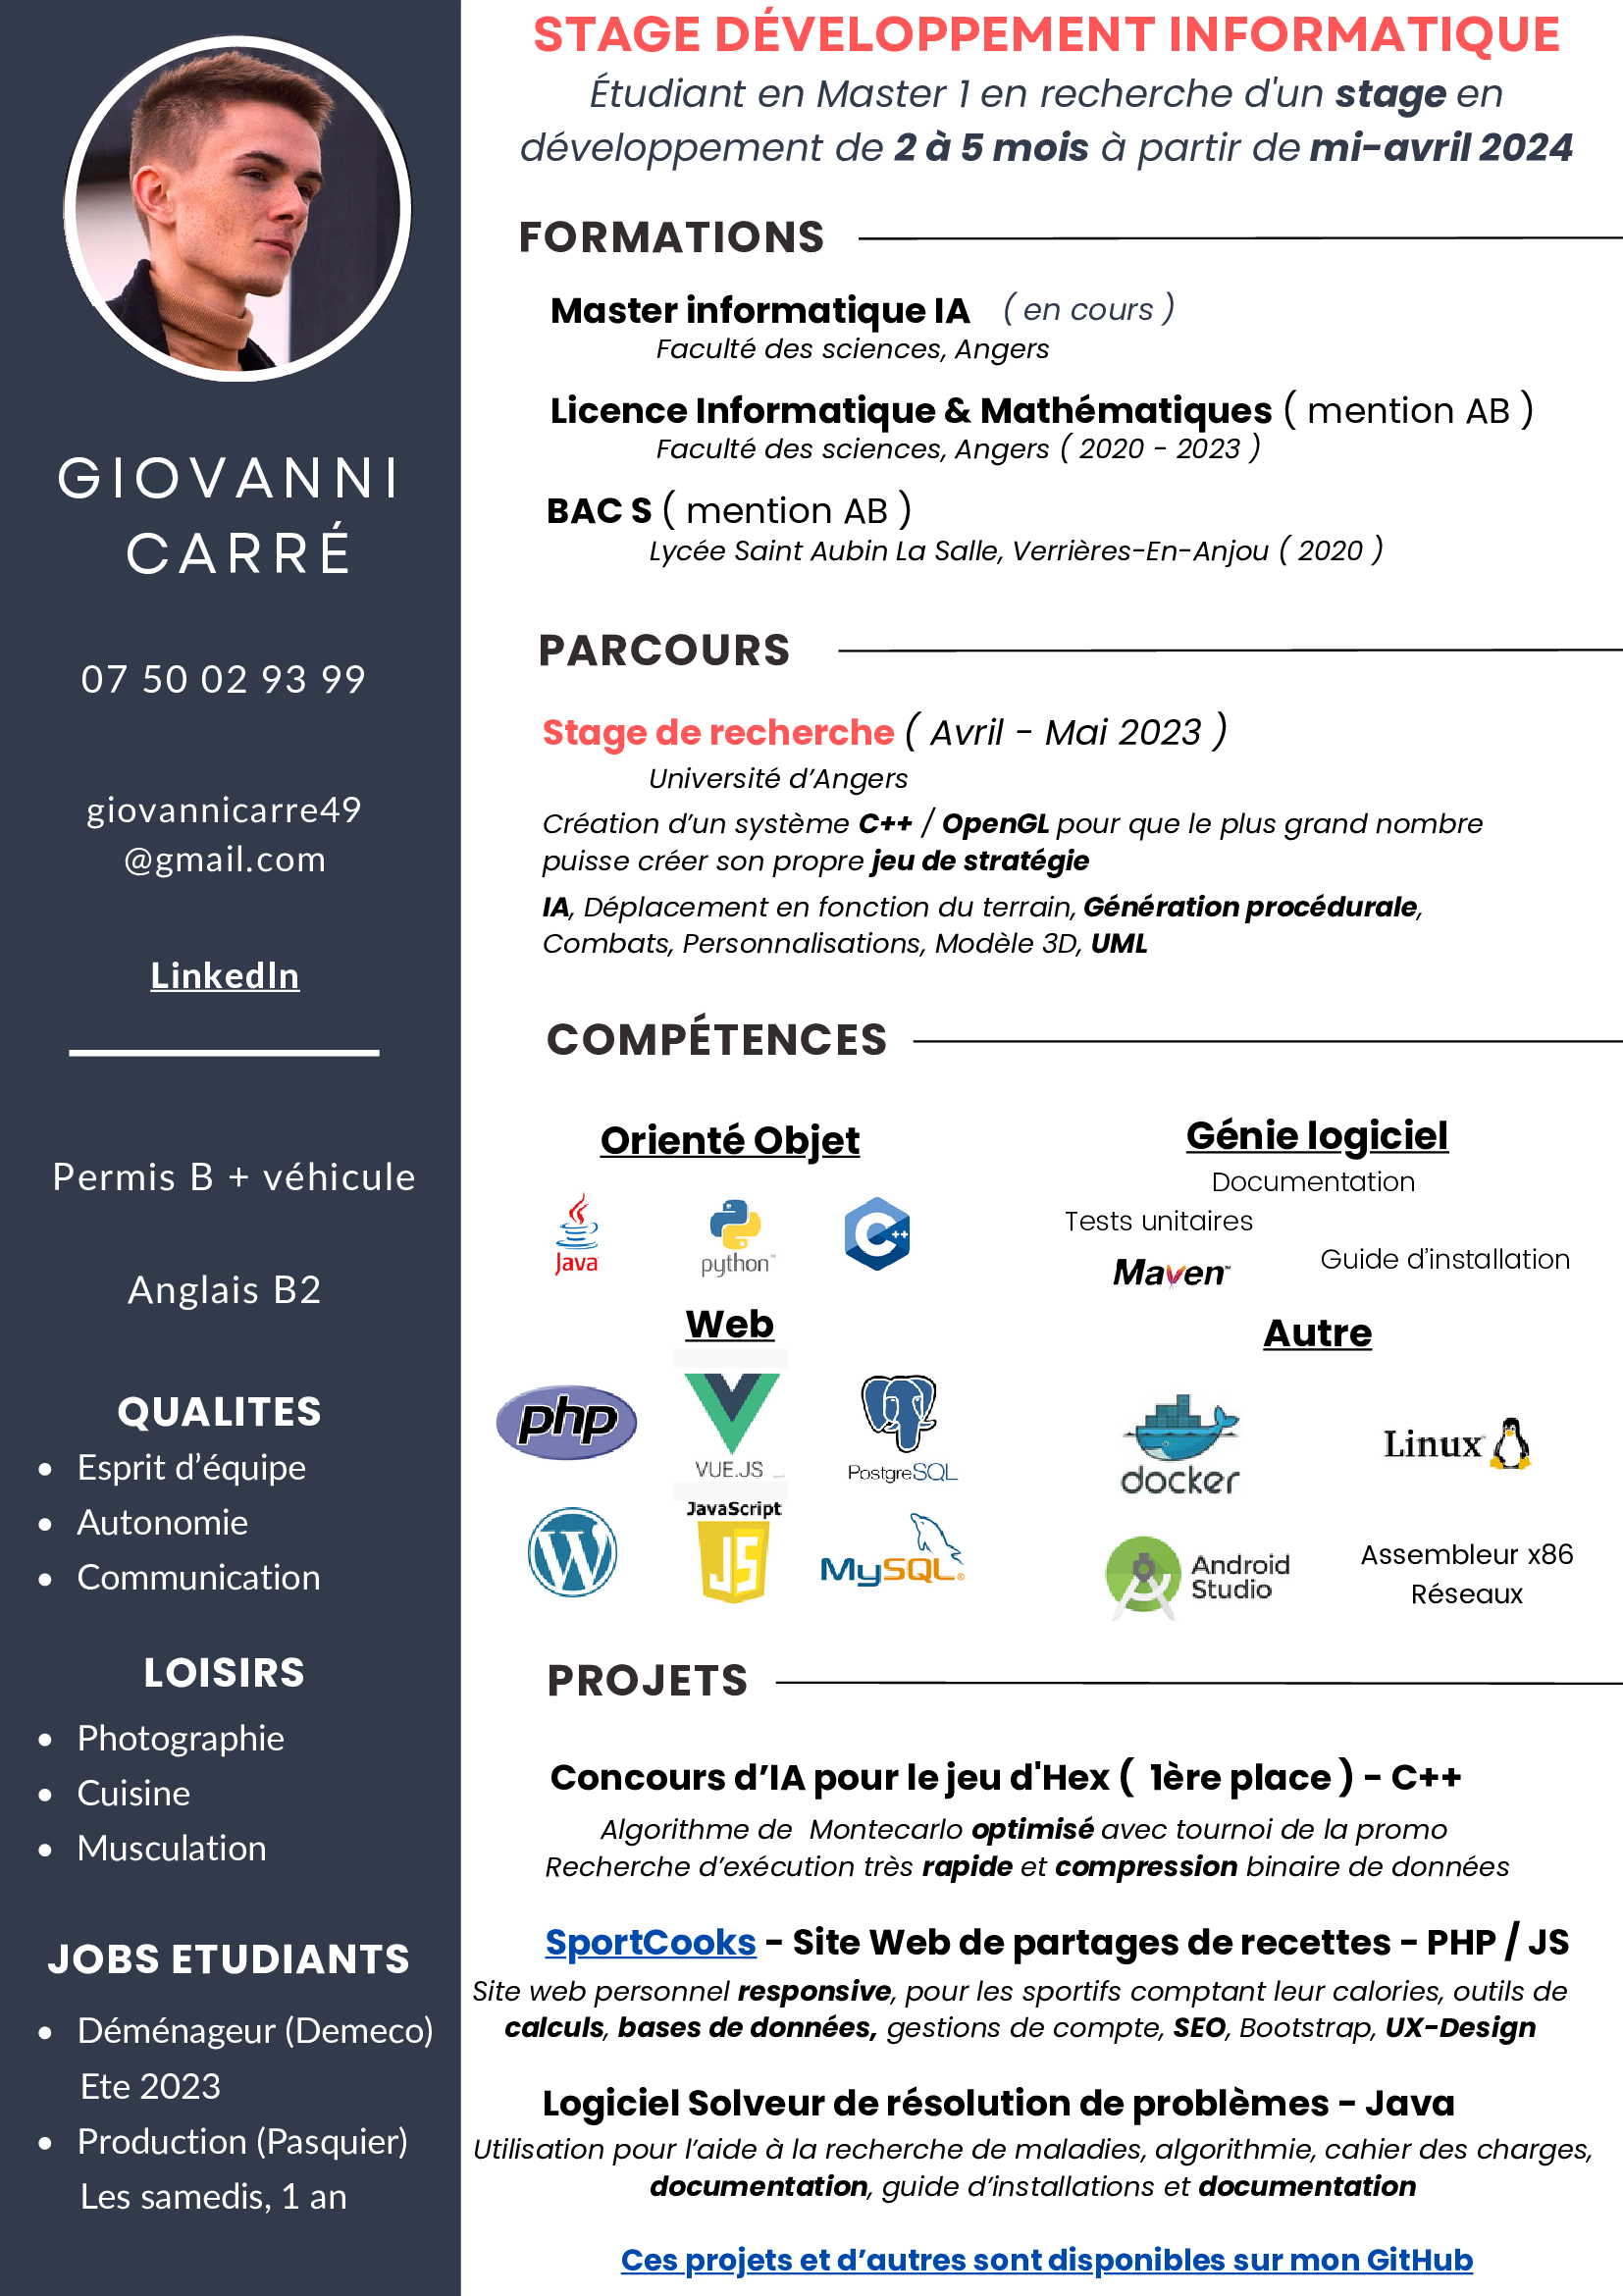 GIOVANNI
CARRÉ
07 50 02 93 99
giovannicarre49
@gmail.com
LinkedIn
Permis B + véhicule
Anglais B2
QUALITES
• Esprit d’équipe
• Autonomie
• Communication
LOISIRS
• Photographie
• Cuisine
• Musculation
JOBS ETUDIANTS
• Déménageur (Demeco)
Ete 2023
• Production (Pasquier)
Les samedis, 1 an
STAGE DÉVELOPPEMENT INFORMATIQUE
Étudiant en Master 1 en recherche d'un stage en
développement de 2 à 5 mois à partir de mi-avril 2024
FORMATIONS
Master informatique IA ( en cours )
Faculté des sciences, Angers
Licence Informatique & Mathématiques ( mention AB )
Faculté des sciences, Angers ( 2020 - 2023 )
BAC S ( mention AB )
Lycée Saint Aubin La Salle, Verrières-En-Anjou ( 2020 )
PARCOURS
Stage de recherche ( Avril - Mai 2023 )
Université d’Angers
Création d’un système C++ / OpenGL pour que le plus grand nombre
puisse créer son propre jeu de stratégie
IA, Déplacement en fonction du terrain, Génération procédurale,
Combats, Personnalisations, Modèle 3D, UML
COMPÉTENCES
Orienté Objet
Java
python™
C++
Web
php
VUE.JS
PostgreSQL
W
JavaScript
JS
MySQL®
Génie logiciel
Documentation
Tests unitaires
Maven™
Guide d’installation
Autre
docker
Linux
Android
Studio
Assembleur x86
Réseaux
PROJETS
Concours d’IA pour le jeu d'Hex ( 1ère place ) - C++
Algorithme de Montecarlo optimisé avec tournoi de la promo
Recherche d’exécution très rapide et compression binaire de données
SportCooks - Site Web de partages de recettes - PHP / JS
Site web personnel responsive, pour les sportifs comptant leur calories, outils de
calculs, bases de données, gestions de compte, SEO, Bootstrap, UX-Design
Logiciel Solveur de résolution de problèmes - Java
Utilisation pour l’aide à la recherche de maladies, algorithmie, cahier des charges,
documentation, guide d’installations et documentation
Ces projets et d’autres sont disponibles sur mon GitHub